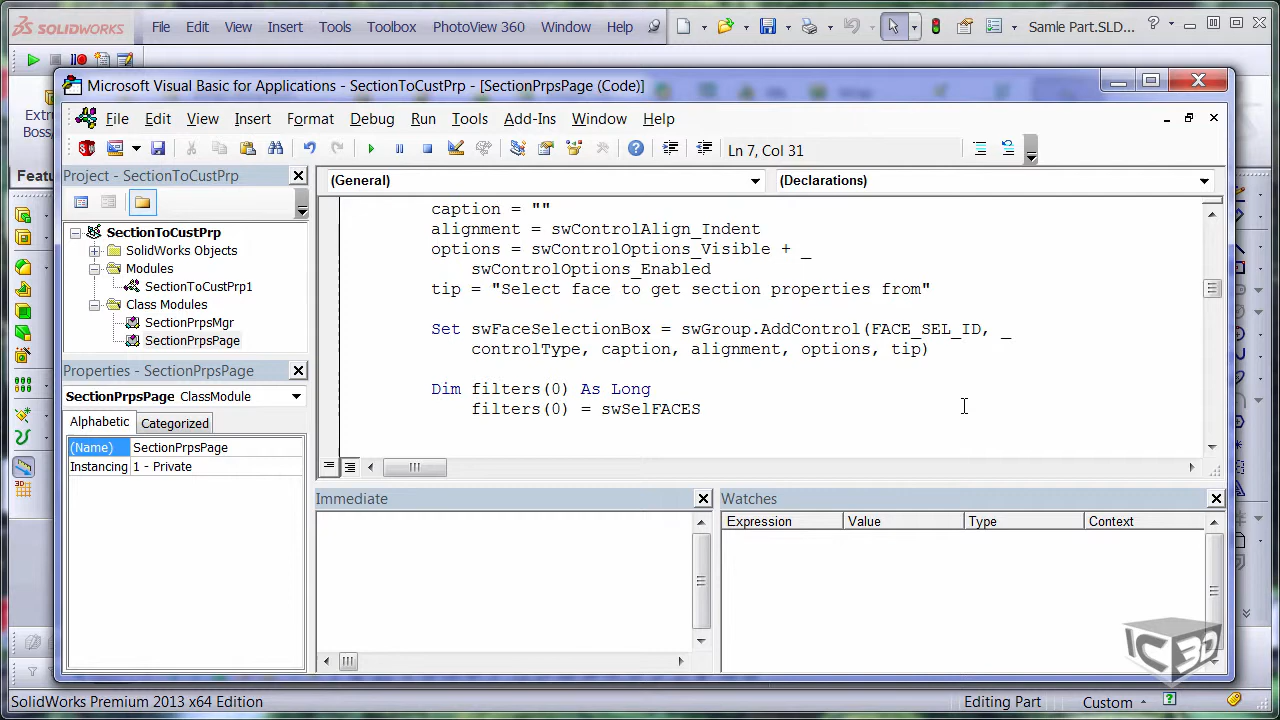 SOLIDWORKS File Edit View Insert Tools Toolbox PhotoView 360 Window Help Samle Part.SLD... ?
Extr
Boss/
Featu
Microsoft Visual Basic for Applications - SectionToCustPrp - [SectionPrpsPage (Code)]
File Edit View Insert Format Debug Run Tools Add-Ins Window Help
Ln 7, Col 31
Project - SectionToCustPrp
SectionToCustPrp
SolidWorks Objects
Modules
SectionToCustPrp1
Class Modules
SectionPrpsMgr
SectionPrpsPage
Properties - SectionPrpsPage
SectionPrpsPage ClassModule
Alphabetic Categorized
(Name) SectionPrpsPage
Instancing 1 - Private
(General) (Declarations)
caption = ""
alignment = swControlAlign_Indent
options = swControlOptions_Visible + _
swControlOptions_Enabled
tip = "Select face to get section properties from"
Set swFaceSelectionBox = swGroup.AddControl(FACE_SEL_ID, _
controlType, caption, alignment, options, tip)
Dim filters(0) As Long
filters(0) = swSelFACES
Immediate
Watches
Expression Value Type Context
IC3D
SolidWorks Premium 2013 x64 Edition Editing Part Custom